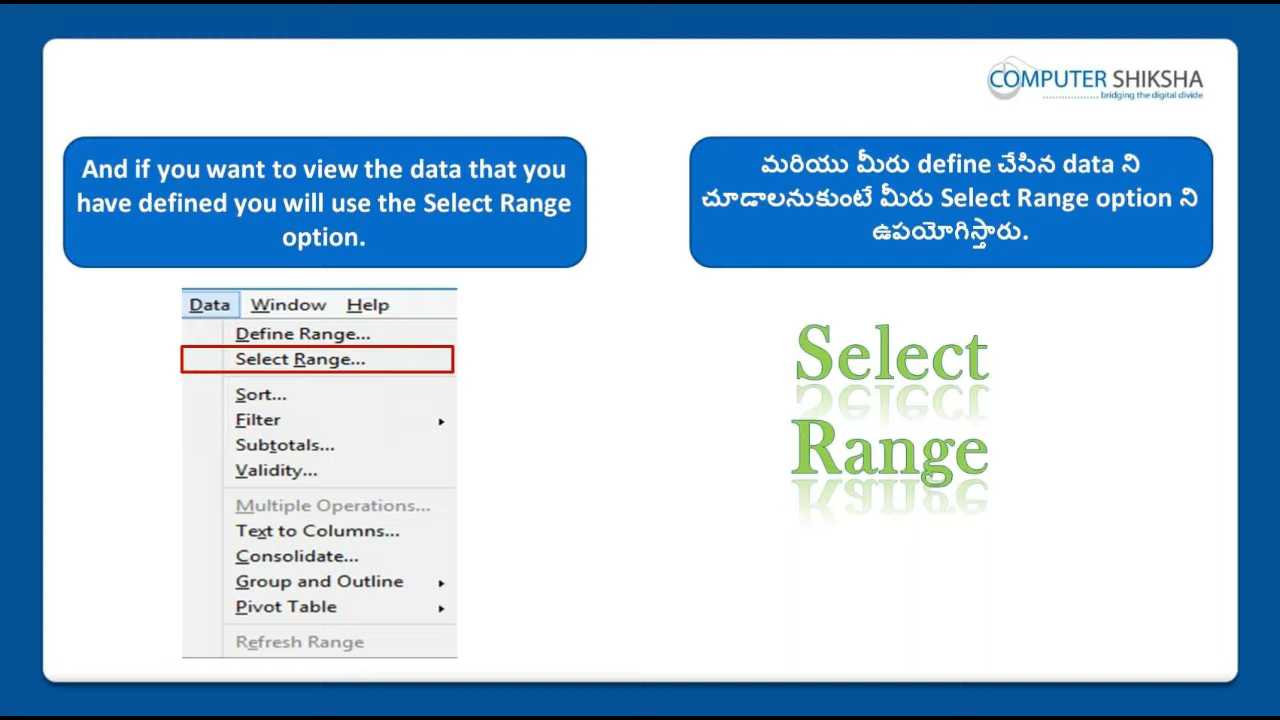 COMPUTER SHIKSHA
bridging the digital divide
And if you want to view the data that you
have defined you will use the Select Range
option.
మరియు మీరు define చేసిన data ని
చూడాలనుకుంటే మీరు Select Range option ని
ఉపయోగిస్తారు.
Data Window Help
Define Range...
Select Range...
Sort...
Filter
Subtotals...
Validity...
Multiple Operations...
Text to Columns...
Consolidate...
Group and Outline
Pivot Table
Refresh Range
Select
Range